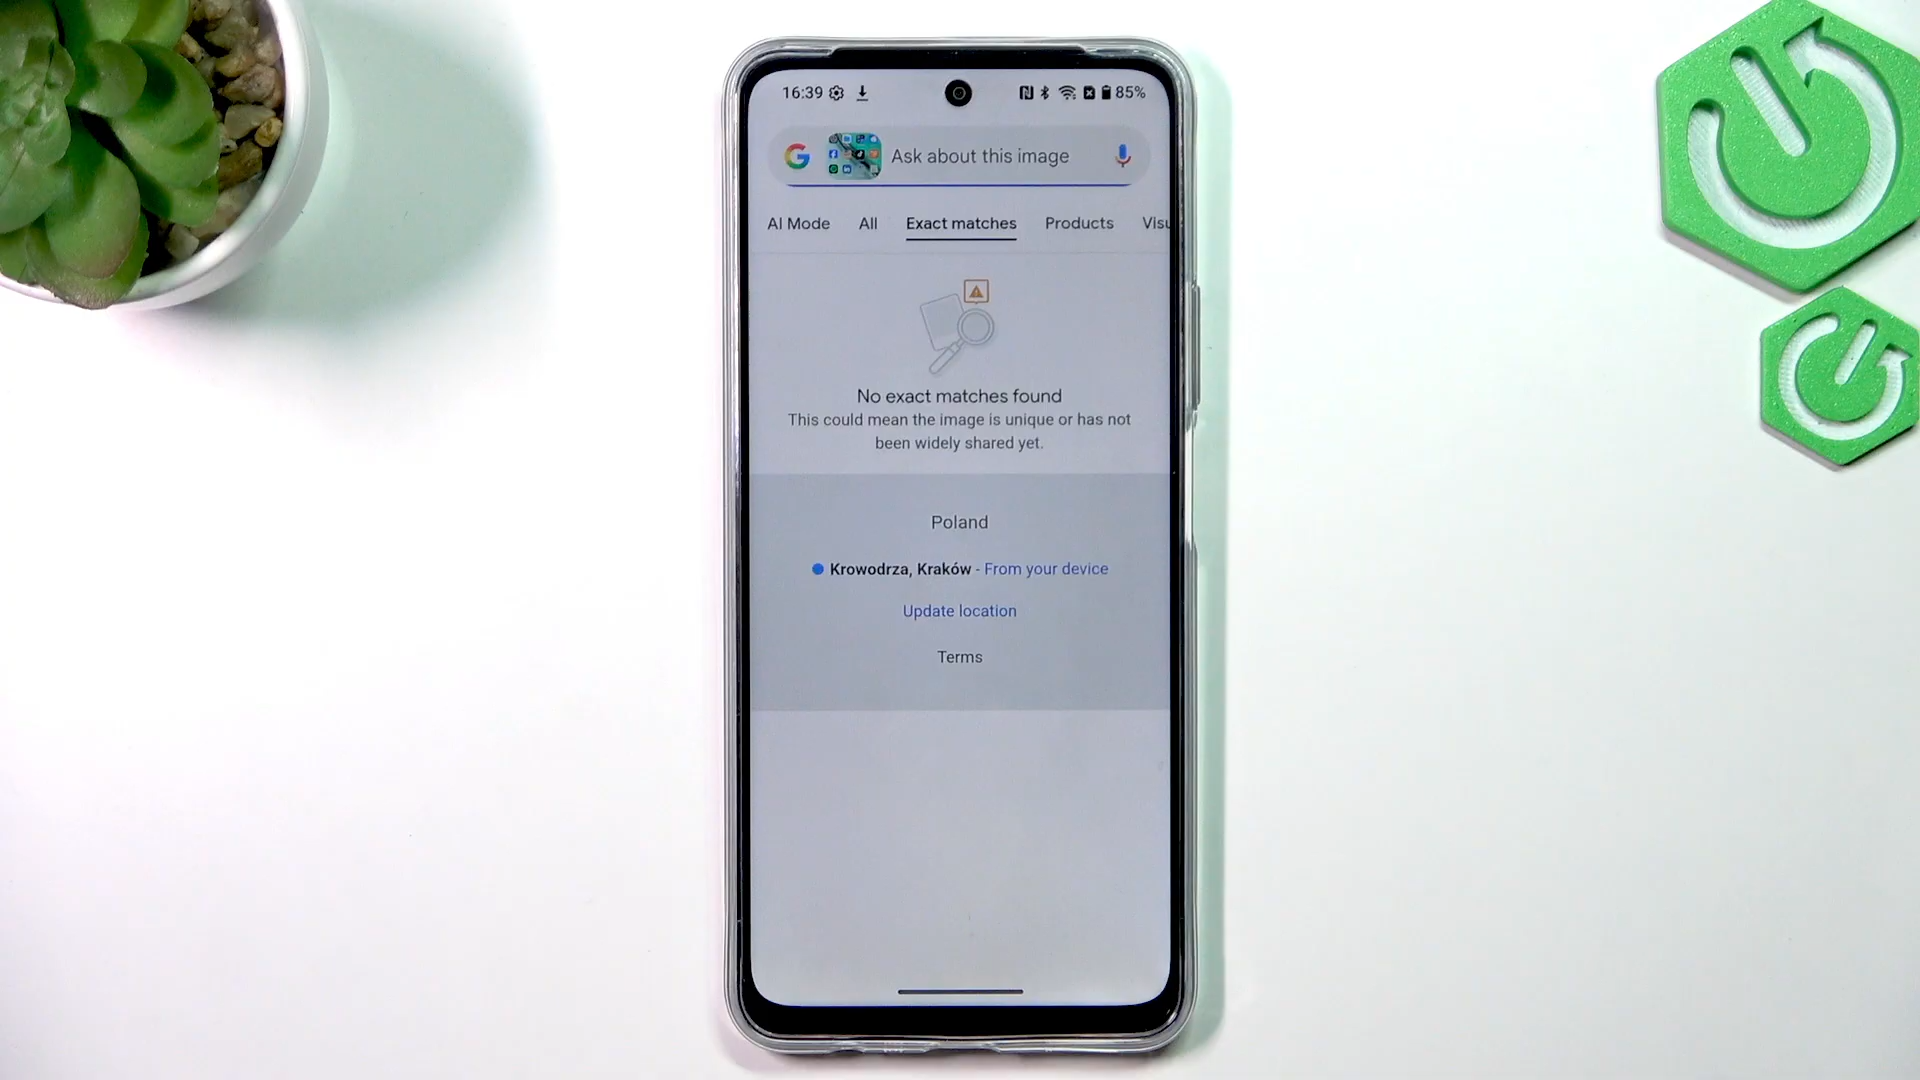 16:39 85%
Ask about this image
AI Mode All Exact matches Products Visu
No exact matches found
This could mean the image is unique or has not
been widely shared yet.
Poland
Krowodrza, Kraków - From your device
Update location
Terms